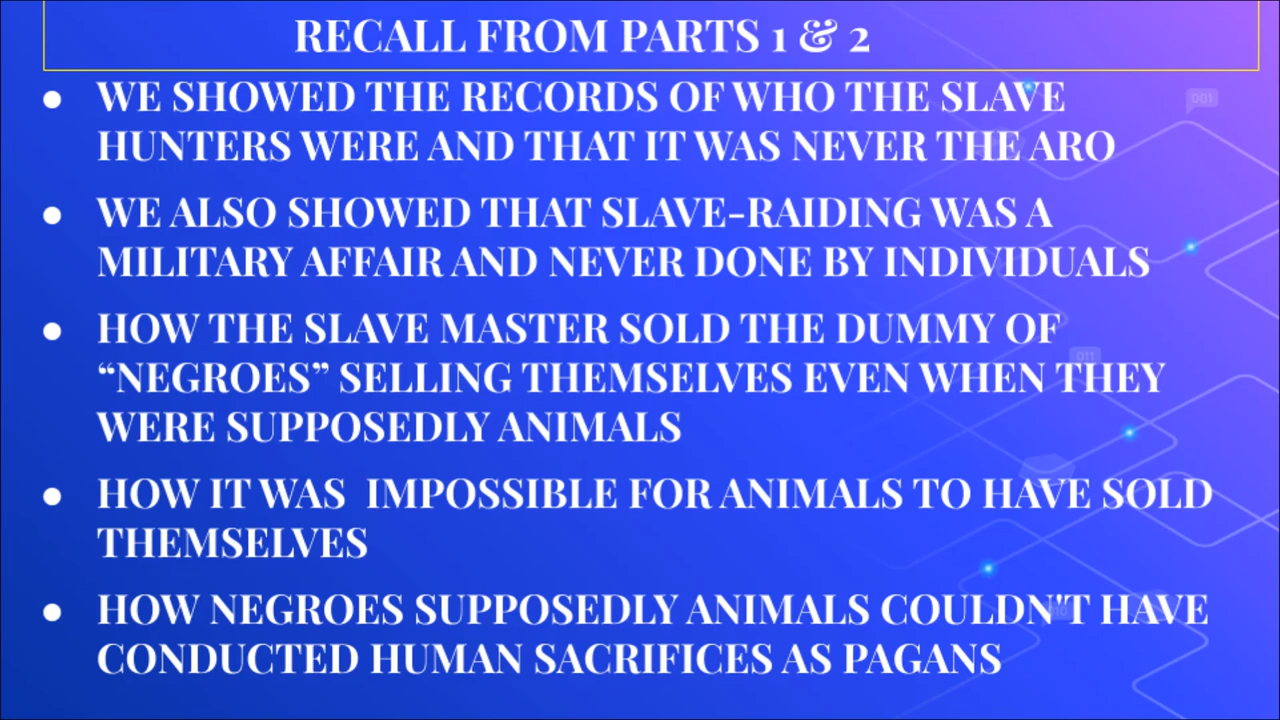 RECALL FROM PARTS 1 & 2
● WE SHOWED THE RECORDS OF WHO THE SLAVE
HUNTERS WERE AND THAT IT WAS NEVER THE ARO
● WE ALSO SHOWED THAT SLAVE-RAIDING WAS A
MILITARY AFFAIR AND NEVER DONE BY INDIVIDUALS
● HOW THE SLAVE MASTER SOLD THE DUMMY OF
“NEGROES” SELLING THEMSELVES EVEN WHEN THEY
WERE SUPPOSEDLY ANIMALS
● HOW IT WAS  IMPOSSIBLE FOR ANIMALS TO HAVE SOLD
THEMSELVES
● HOW NEGROES SUPPOSEDLY ANIMALS COULDN"T HAVE
CONDUCTED HUMAN SACRIFICES AS PAGANS
001
011